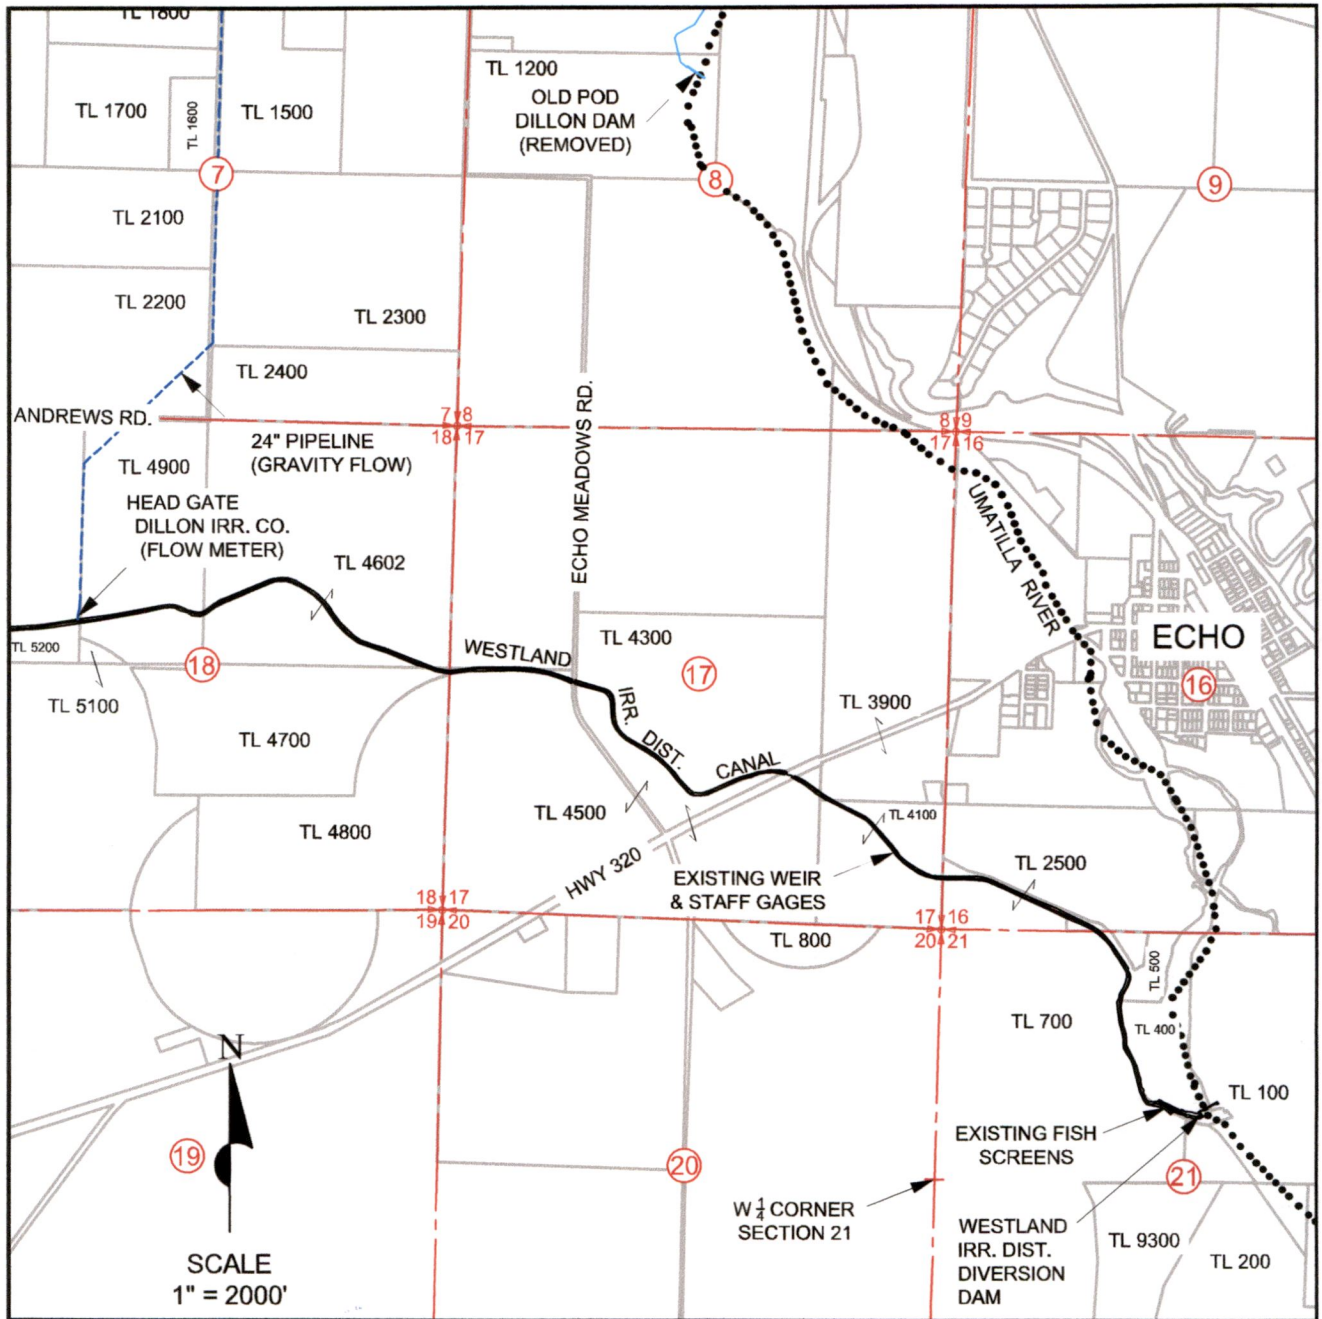 TL 1800
TL 1700
TL 1600
TL 1500
TL 1200
OLD POD
DILLON DAM
(REMOVED)
7
8
9
TL 2100
TL 2200
TL 2300
TL 2400
ANDREWS RD.
24" PIPELINE
(GRAVITY FLOW)
7 8
18 17
8 9
17 16
ECHO MEADOWS RD.
UMATILLA RIVER
TL 4900
HEAD GATE
DILLON IRR. CO.
(FLOW METER)
TL 4602
TL 5200
18
TL 5100
WESTLAND
IRR.
DIST.
CANAL
TL 4300
17
ECHO
16
TL 3900
TL 4700
TL 4800
TL 4500
TL 4100
HWY 320
EXISTING WEIR
& STAFF GAGES
TL 2500
18 17
19 20
17 16
20 21
TL 800
TL 500
TL 700
TL 400
TL 100
N
19
20
21
EXISTING FISH
SCREENS
W 1/4 CORNER
SECTION 21
WESTLAND
IRR. DIST.
DIVERSION
DAM
TL 9300
TL 200
SCALE
1" = 2000'